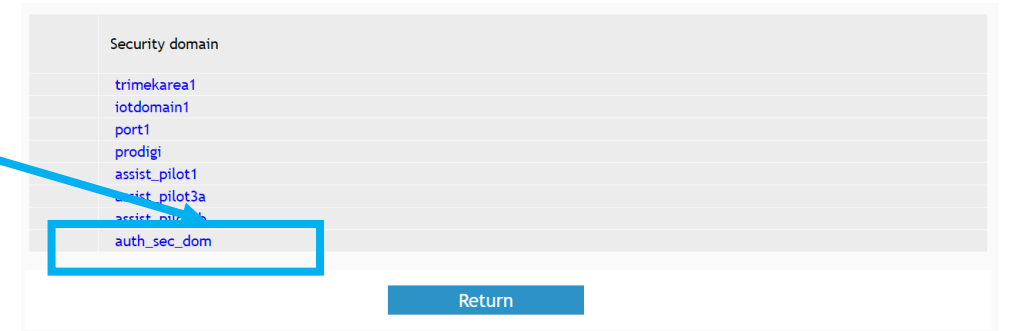 Security domain
trimekarea1
iotdomain1
port1
prodigi
assist_pilot1
assist_pilot3a
auth_sec_dom
Return